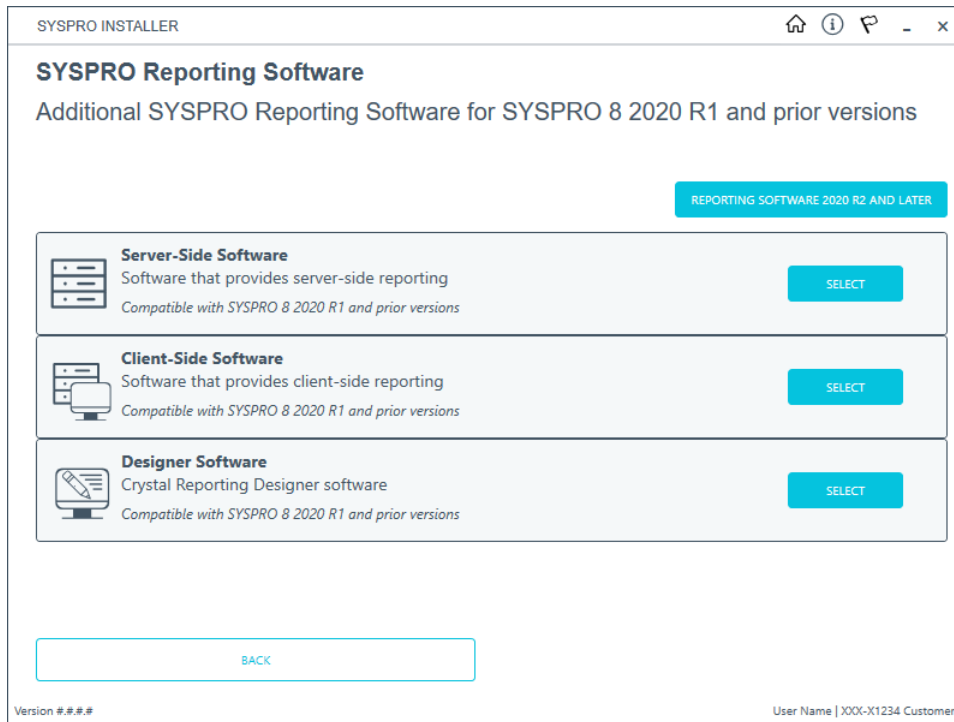 SYSPRO INSTALLER
SYSPRO Reporting Software
Additional SYSPRO Reporting Software for SYSPRO 8 2020 R1 and prior versions
REPORTING SOFTWARE 2020 R2 AND LATER
Server-Side Software
Software that provides server-side reporting
SELECT
Compatible with SYSPRO 8 2020 R1 and prior versions
Client-Side Software
Software that provides client-side reporting
SELECT
Compatible with SYSPRO 8 2020 R1 and prior versions
Designer Software
Crystal Reporting Designer software
SELECT
Compatible with SYSPRO 8 2020 R1 and prior versions
BACK
Version #.#.#.#
User Name | XXX-X1234 Customer